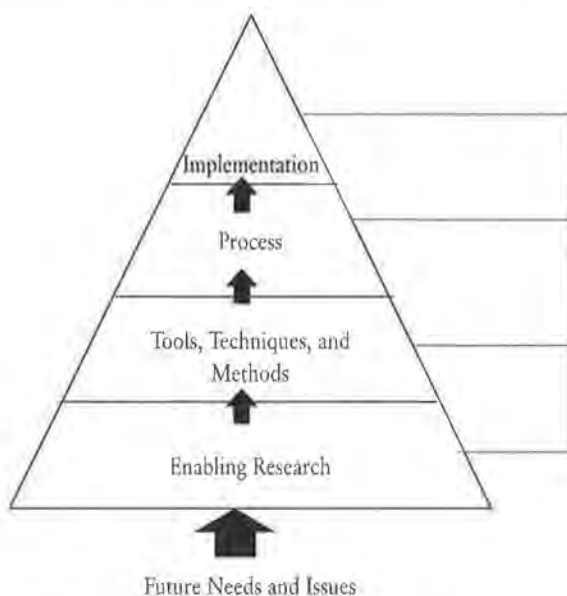 Implementation
Process
Tools, Techniques, and
Methods
Enabling Research
Future Needs and Issues